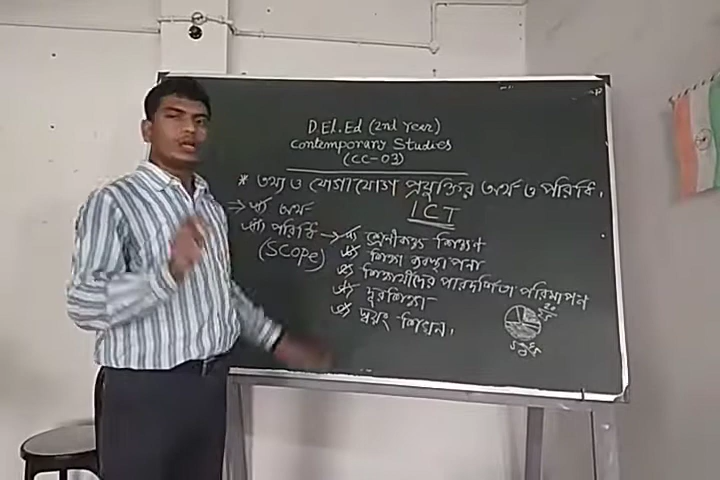 D.El.Ed (2nd Year)
Contemporary Studies
(CC-03)
* তথ্য ও যোগাযোগ প্রযুক্তির অর্থ ও পরিধি।
ICT
→ অর্থ
পরিধি →
(SCOPE)
শ্রেণীকক্ষ শিক্ষণ
শিক্ষা ব্যবস্থাপনা
শিক্ষার্থীদের পারদর্শিতা পরিমাপন
দূরশিক্ষা
স্বয়ং শিখন।